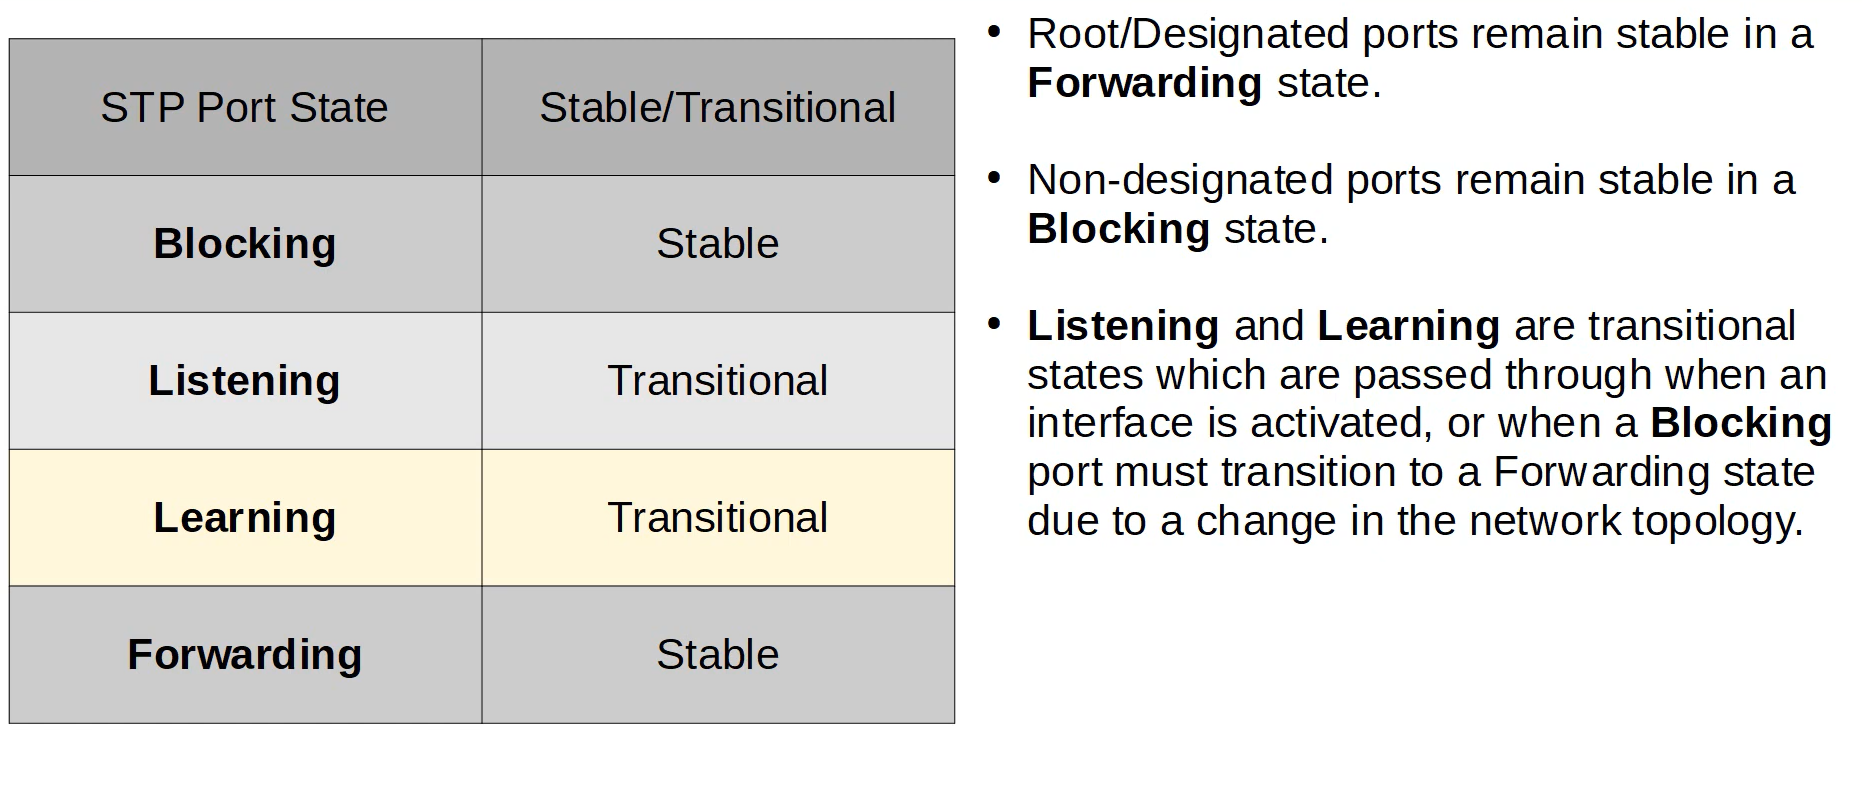 STP Port State Stable/Transitional
Blocking Stable
Listening Transitional
Learning Transitional
Forwarding Stable
• Root/Designated ports remain stable in a
Forwarding state.
• Non-designated ports remain stable in a
Blocking state.
• Listening and Learning are transitional
states which are passed through when an
interface is activated, or when a Blocking
port must transition to a Forwarding state
due to a change in the network topology.